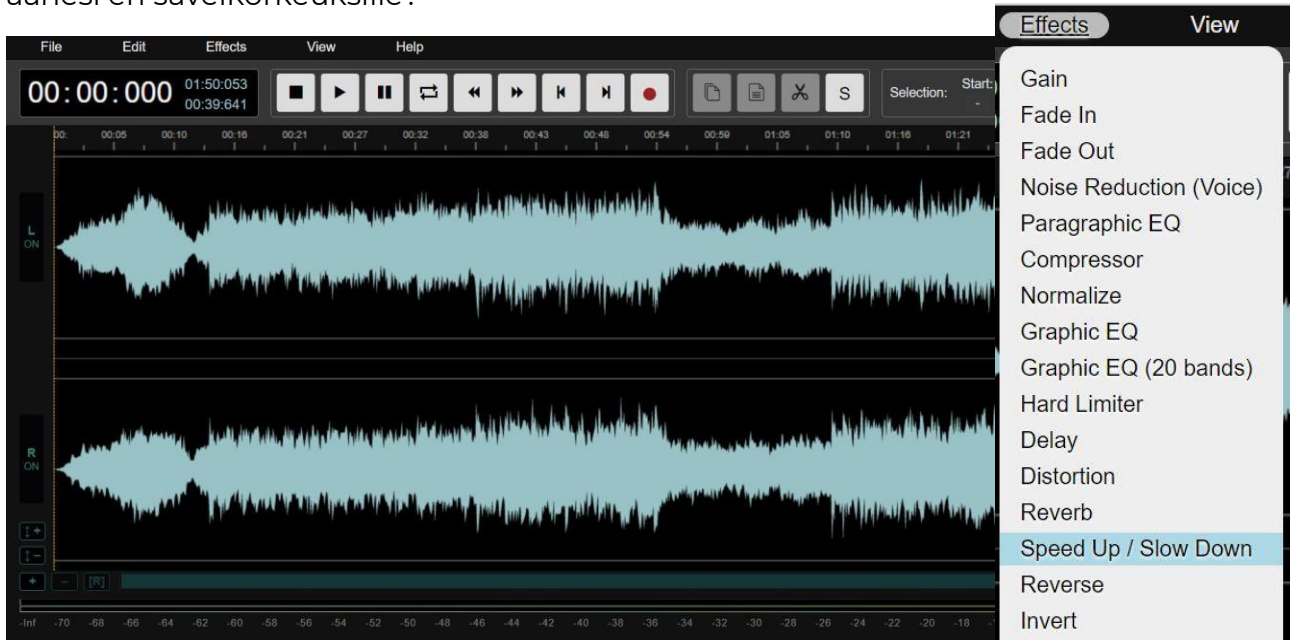 äänesi eri sävelkorkeuksille?
File Edit Effects View Help
00:00:000
01:50:053
00:39:641
S
Selection:
Start:
-
00: 00:05 00:10 00:16 00:21 00:27 00:32 00:38 00:43 00:48 00:54 00:59 01:05 01:10 01:16 01:21
L
ON
R
ON
[R]
-Inf -70 -68 -66 -64 -62 -60 -58 -56 -54 -52 -50 -48 -46 -44 -42 -40 -38 -36 -34 -32 -30 -28 -26 -24 -22 -20 -18
Effects View
Gain
Fade In
Fade Out
Noise Reduction (Voice)
Paragraphic EQ
Compressor
Normalize
Graphic EQ
Graphic EQ (20 bands)
Hard Limiter
Delay
Distortion
Reverb
Speed Up / Slow Down
Reverse
Invert